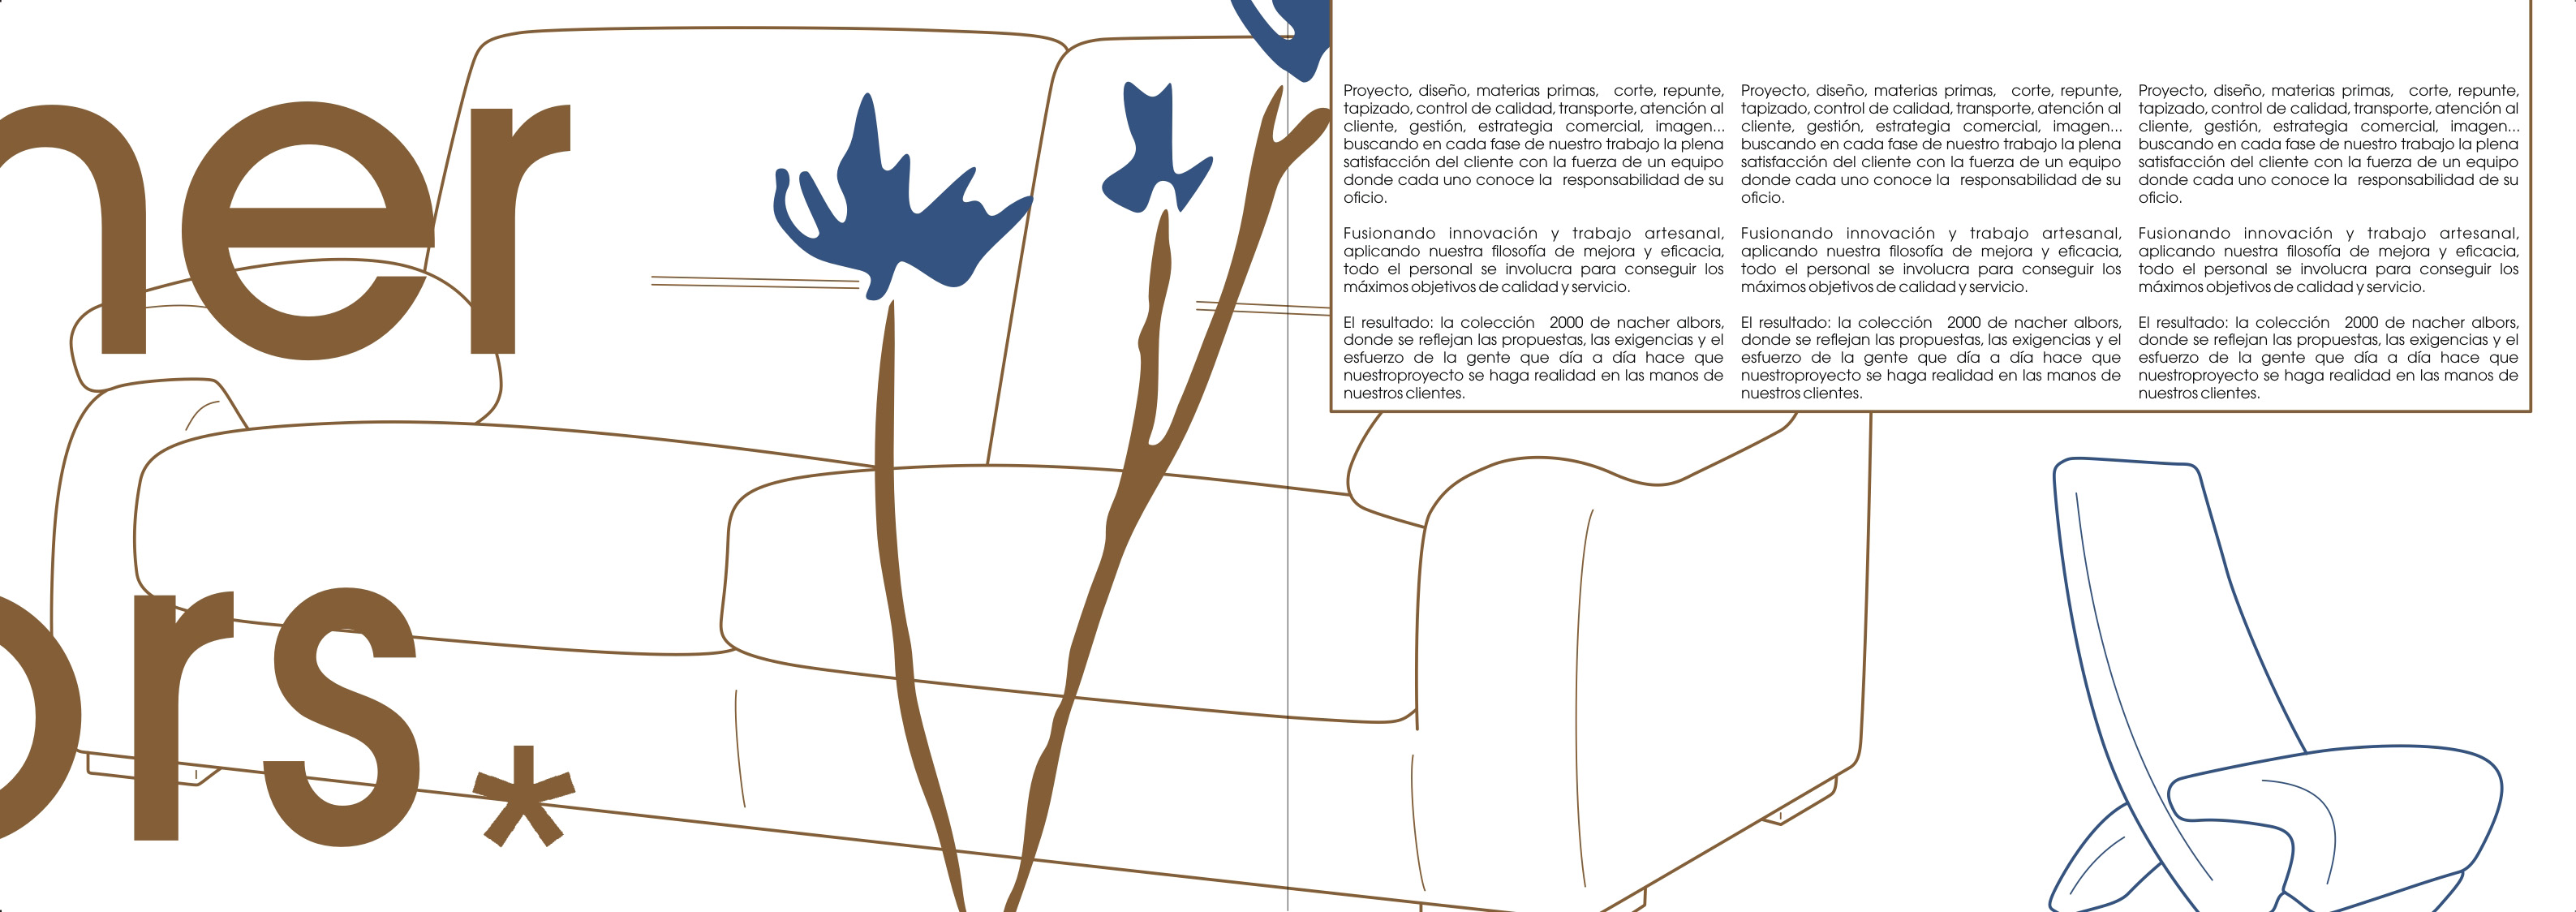 ner
ors*
Proyecto, diseño, materias primas, corte, repunte,
tapizado, control de calidad, transporte, atención al
cliente, gestión, estrategia comercial, imagen...
buscando en cada fase de nuestro trabajo la plena
satisfacción del cliente con la fuerza de un equipo
donde cada uno conoce la responsabilidad de su
oficio.
Fusionando innovación y trabajo artesanal,
aplicando nuestra filosofía de mejora y eficacia,
todo el personal se involucra para conseguir los
máximos objetivos de calidad y servicio.
El resultado: la colección 2000 de nacher albors,
donde se reflejan las propuestas, las exigencias y el
esfuerzo de la gente que día a día hace que
nuestroproyecto se haga realidad en las manos de
nuestros clientes.
Proyecto, diseño, materias primas, corte, repunte,
tapizado, control de calidad, transporte, atención al
cliente, gestión, estrategia comercial, imagen...
buscando en cada fase de nuestro trabajo la plena
satisfacción del cliente con la fuerza de un equipo
donde cada uno conoce la responsabilidad de su
oficio.
Fusionando innovación y trabajo artesanal,
aplicando nuestra filosofía de mejora y eficacia,
todo el personal se involucra para conseguir los
máximos objetivos de calidad y servicio.
El resultado: la colección 2000 de nacher albors,
donde se reflejan las propuestas, las exigencias y el
esfuerzo de la gente que día a día hace que
nuestroproyecto se haga realidad en las manos de
nuestros clientes.
Proyecto, diseño, materias primas, corte, repunte,
tapizado, control de calidad, transporte, atención al
cliente, gestión, estrategia comercial, imagen...
buscando en cada fase de nuestro trabajo la plena
satisfacción del cliente con la fuerza de un equipo
donde cada uno conoce la responsabilidad de su
oficio.
Fusionando innovación y trabajo artesanal,
aplicando nuestra filosofía de mejora y eficacia,
todo el personal se involucra para conseguir los
máximos objetivos de calidad y servicio.
El resultado: la colección 2000 de nacher albors,
donde se reflejan las propuestas, las exigencias y el
esfuerzo de la gente que día a día hace que
nuestroproyecto se haga realidad en las manos de
nuestros clientes.